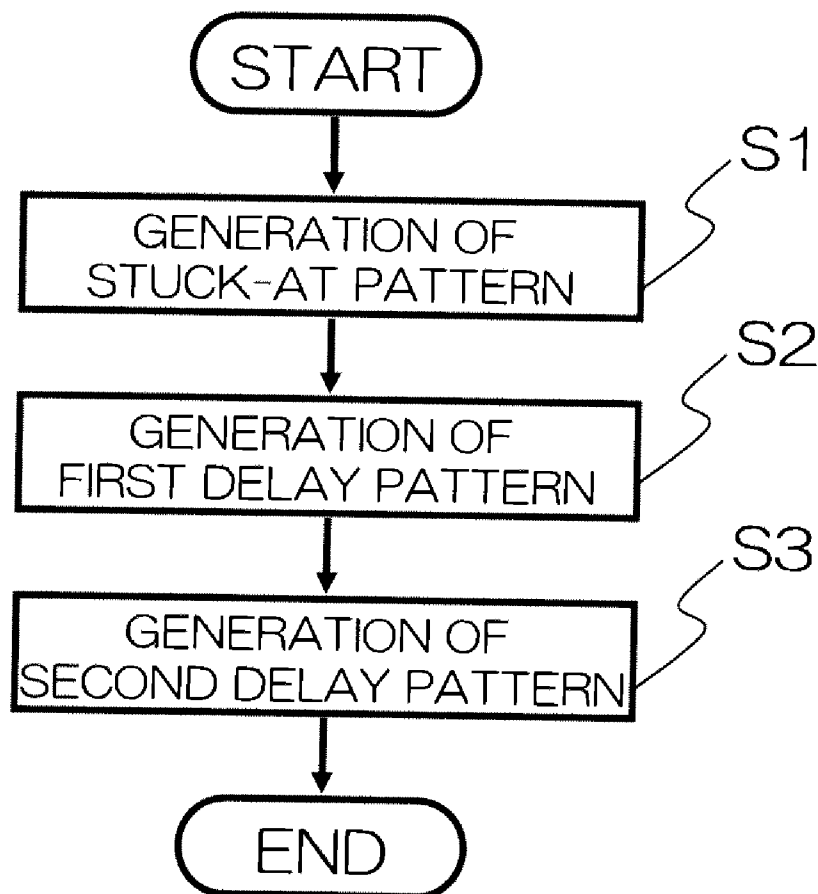 START
S1
GENERATION OF
STUCK-AT PATTERN
S2
GENERATION OF
FIRST DELAY PATTERN
S3
GENERATION OF
SECOND DELAY PATTERN
END